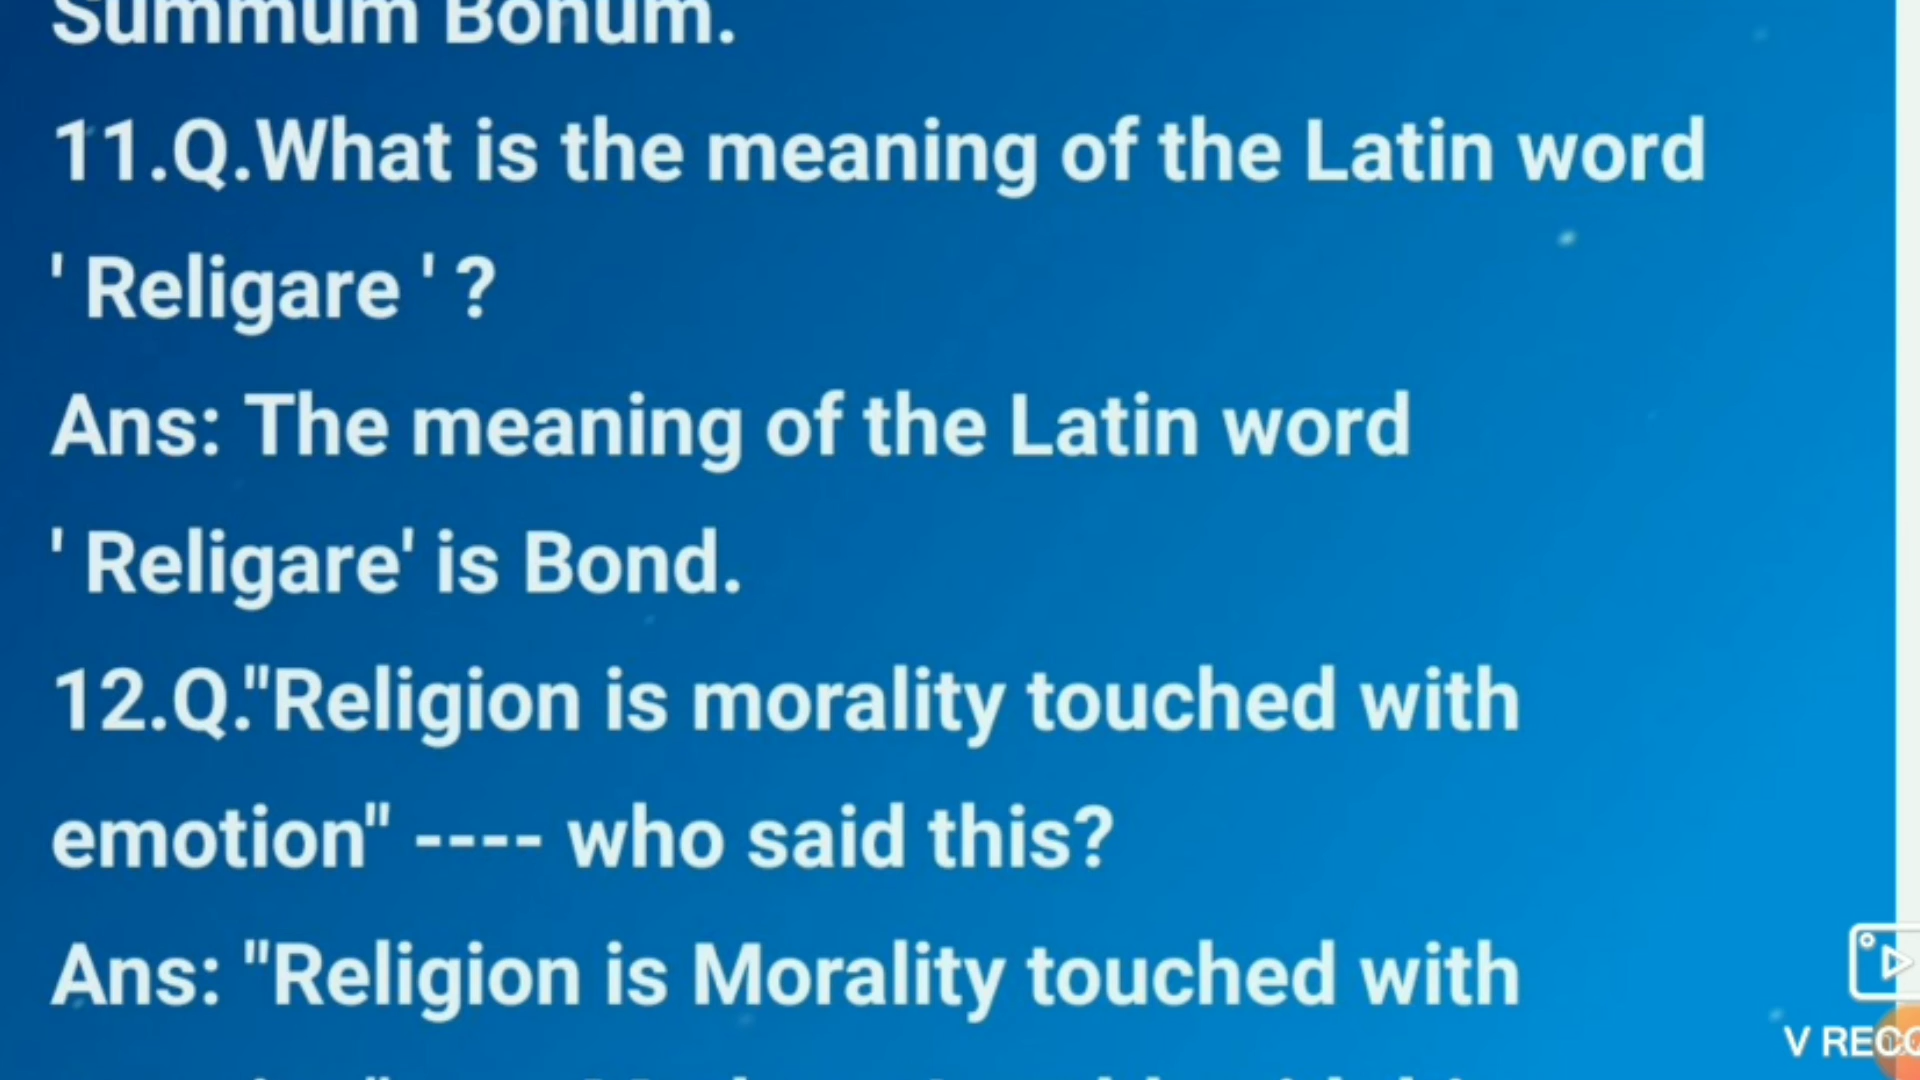 Summum Bonum.
11.Q.What is the meaning of the Latin word
' Religare ' ?
Ans: The meaning of the Latin word
' Religare' is Bond.
12.Q."Religion is morality touched with
emotion" ---- who said this?
Ans: "Religion is Morality touched with
V